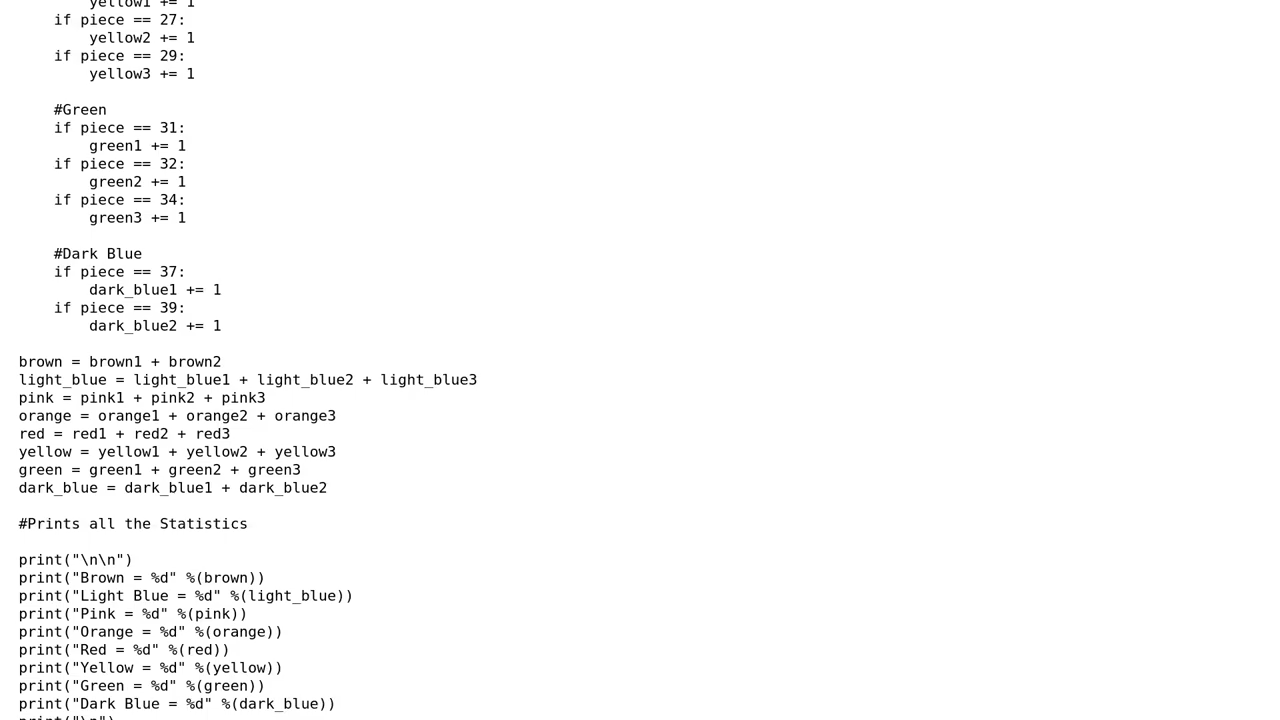 yellow1 += 1
if piece == 27:
yellow2 += 1
if piece == 29:
yellow3 += 1
#Green
if piece == 31:
green1 += 1
if piece == 32:
green2 += 1
if piece == 34:
green3 += 1
#Dark Blue
if piece == 37:
dark_blue1 += 1
if piece == 39:
dark_blue2 += 1
brown = brown1 + brown2
light_blue = light_blue1 + light_blue2 + light_blue3
pink = pink1 + pink2 + pink3
orange = orange1 + orange2 + orange3
red = red1 + red2 + red3
yellow = yellow1 + yellow2 + yellow3
green = green1 + green2 + green3
dark_blue = dark_blue1 + dark_blue2
#Prints all the Statistics
print("\n\n")
print("Brown = %d" %(brown))
print("Light Blue = %d" %(light_blue))
print("Pink = %d" %(pink))
print("Orange = %d" %(orange))
print("Red = %d" %(red))
print("Yellow = %d" %(yellow))
print("Green = %d" %(green))
print("Dark Blue = %d" %(dark_blue))
print("\n")